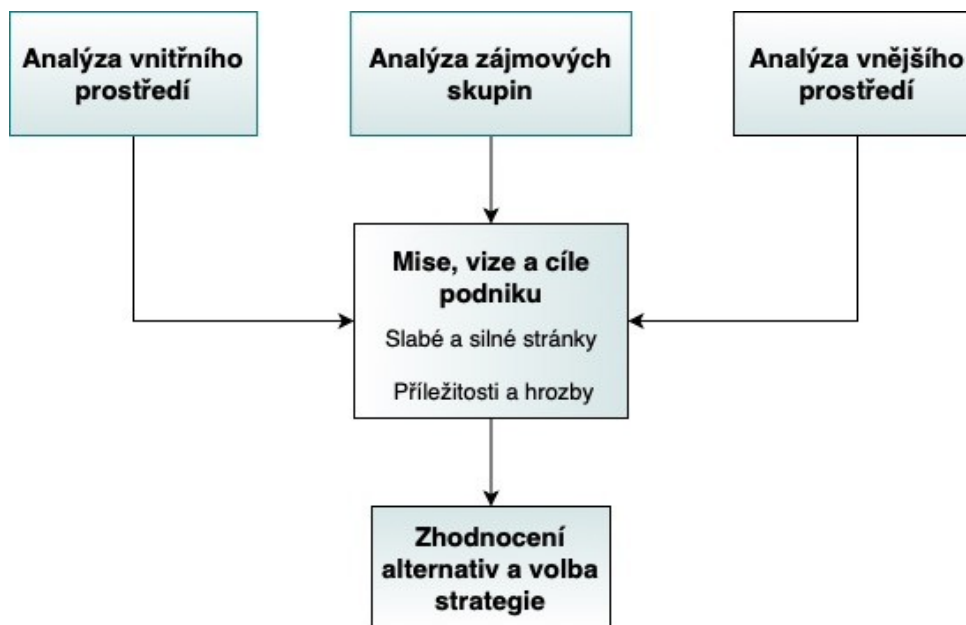 Analýza vnitřního
prostředí
Analýza zájmových
skupin
Analýza vnějšího
prostředí
Mise, vize a cíle
podniku
Slabé a silné stránky
Příležitosti a hrozby
Zhodnocení
alternativ a volba
strategie